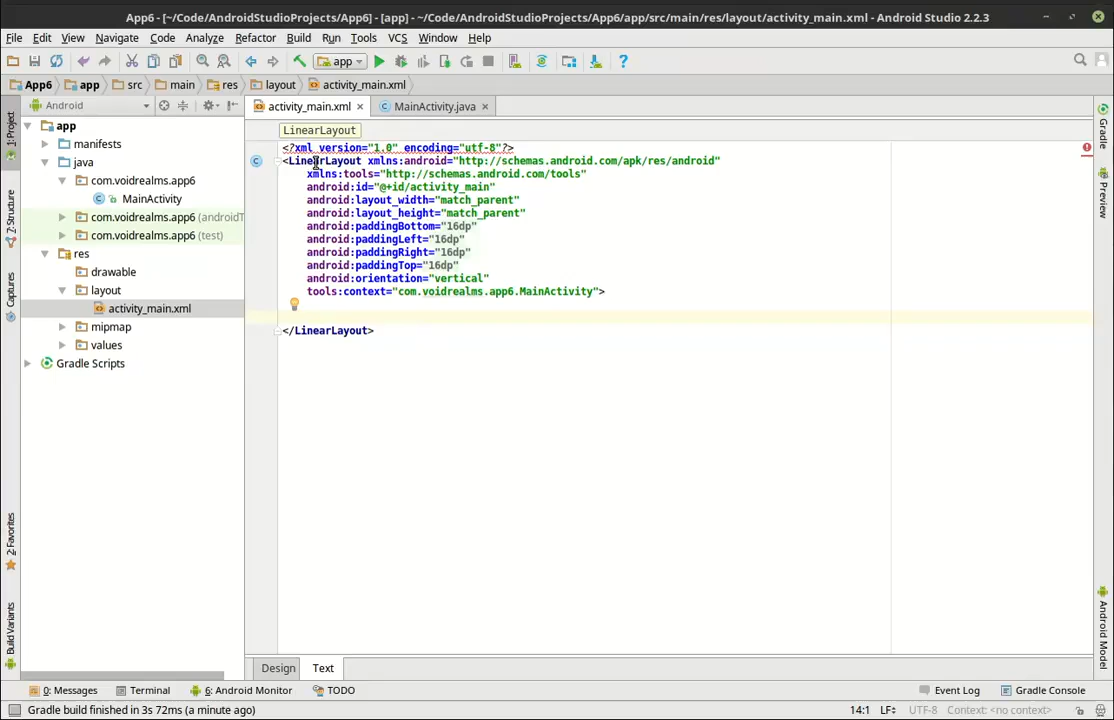 App6 - [~/Code/AndroidStudioProjects/App6] - [app] - ~/Code/AndroidStudioProjects/App6/app/src/main/res/layout/activity_main.xml - Android Studio 2.2.3
File Edit View Navigate Code Analyze Refactor Build Run Tools VCS Window Help
app
App6 app src main res layout activity_main.xml
Android
activity_main.xml
MainActivity.java
1: Project
7: Structure
Captures
2: Favorites
Build Variants
app
manifests
java
com.voidrealms.app6
MainActivity
com.voidrealms.app6 (androidT
com.voidrealms.app6 (test)
res
drawable
layout
activity_main.xml
mipmap
values
Gradle Scripts
LinearLayout
<?xml version="1.0" encoding="utf-8"?>
<LinearLayout xmlns:android="http://schemas.android.com/apk/res/android"
xmlns:tools="http://schemas.android.com/tools"
android:id="@+id/activity_main"
android:layout_width="match_parent"
android:layout_height="match_parent"
android:paddingBottom="16dp"
android:paddingLeft="16dp"
android:paddingRight="16dp"
android:paddingTop="16dp"
android:orientation="vertical"
tools:context="com.voidrealms.app6.MainActivity">
</LinearLayout>
Gradle
Preview
Android Model
Design Text
0: Messages Terminal 6: Android Monitor TODO Event Log Gradle Console
Gradle build finished in 3s 72ms (a minute ago) 14:1 LF UTF-8 Context: <no context>